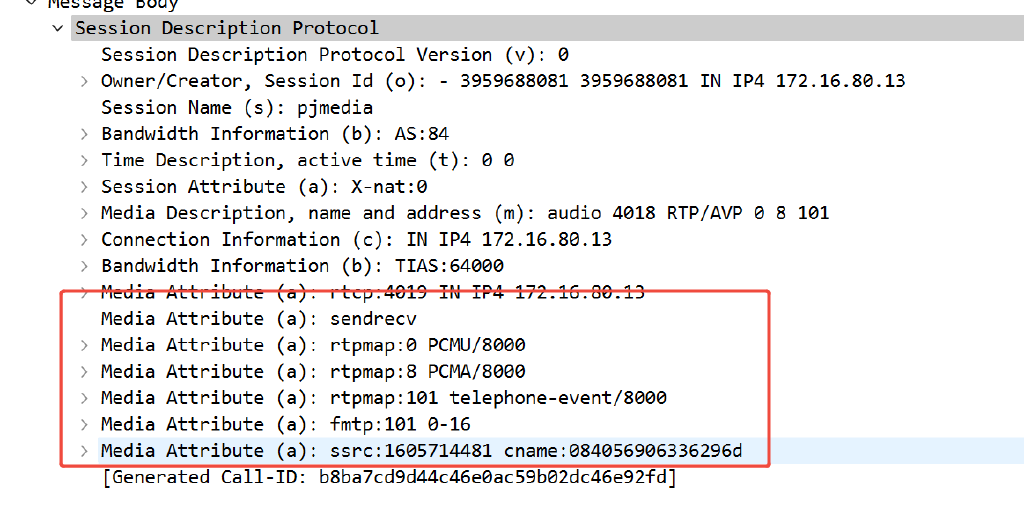 Message Body
Session Description Protocol
Session Description Protocol Version (v): 0
Owner/Creator, Session Id (o): - 3959688081 3959688081 IN IP4 172.16.80.13
Session Name (s): pjmedia
Bandwidth Information (b): AS:84
Time Description, active time (t): 0 0
Session Attribute (a): X-nat:0
Media Description, name and address (m): audio 4018 RTP/AVP 0 8 101
Connection Information (c): IN IP4 172.16.80.13
Bandwidth Information (b): TIAS:64000
Media Attribute (a): rtcp:4019 IN IP4 172.16.80.13
Media Attribute (a): sendrecv
Media Attribute (a): rtpmap:0 PCMU/8000
Media Attribute (a): rtpmap:8 PCMA/8000
Media Attribute (a): rtpmap:101 telephone-event/8000
Media Attribute (a): fmtp:101 0-16
Media Attribute (a): ssrc:1605714481 cname:084056906336296d
[Generated Call-ID: b8ba7cd9d44c46e0ac59b02dc46e92fd]